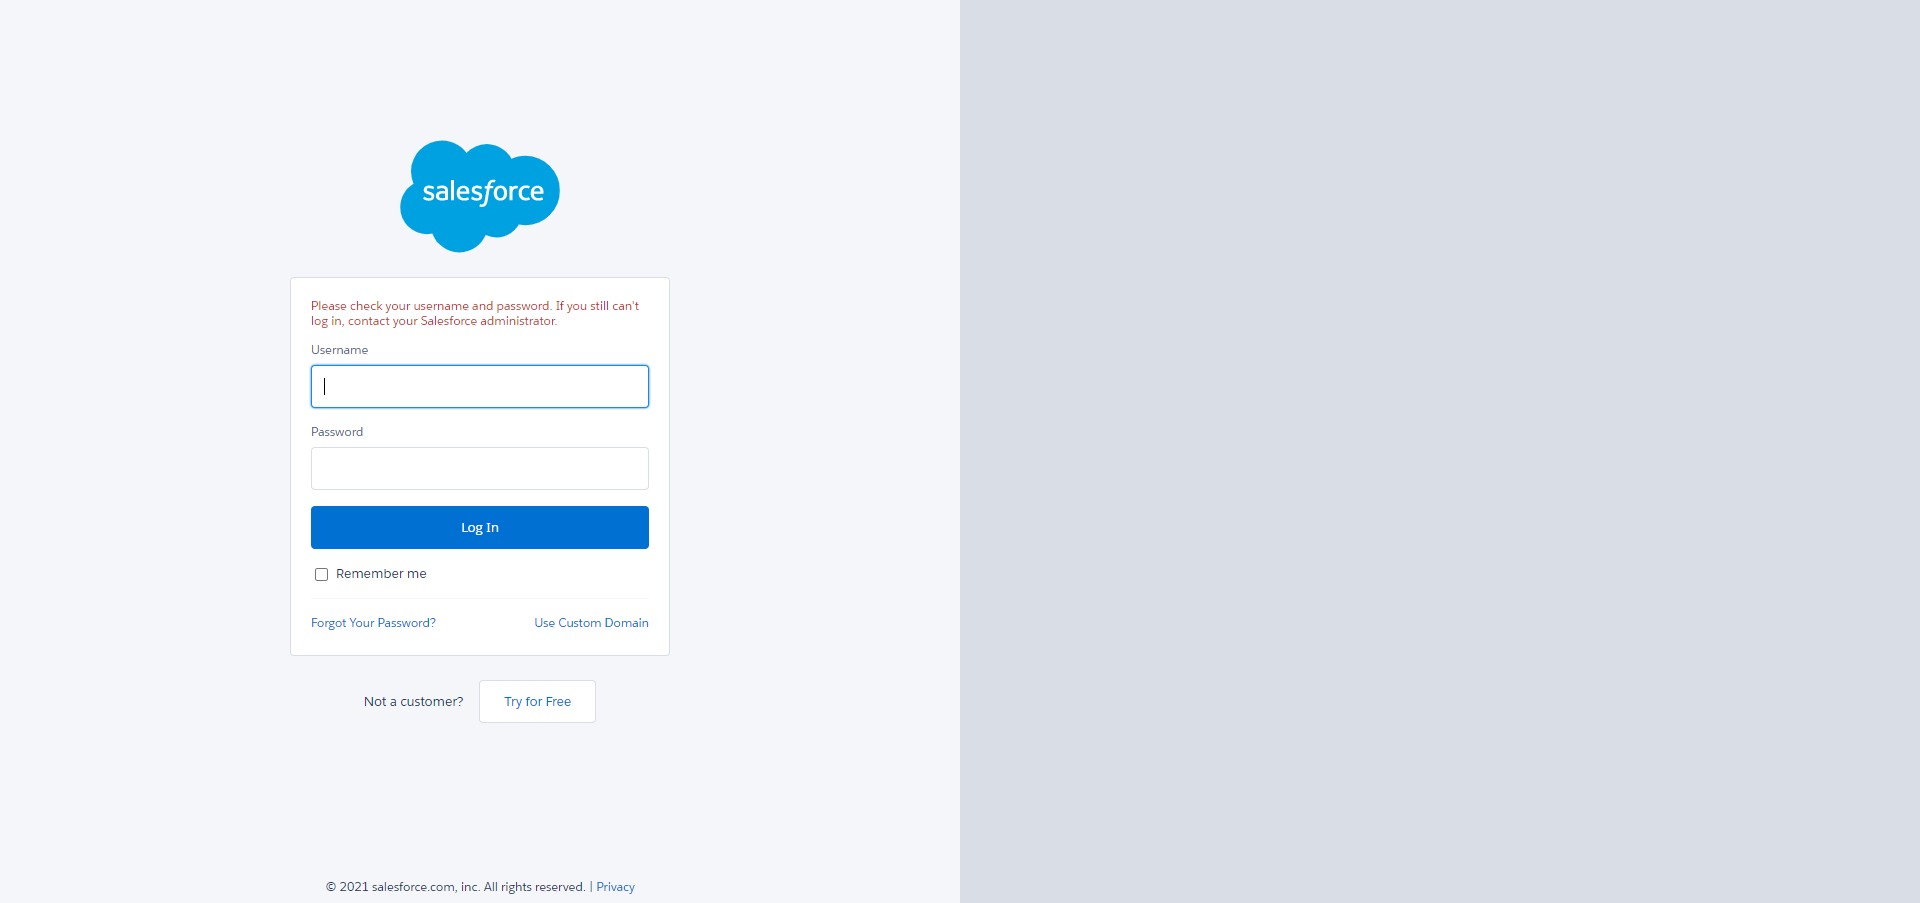 salesforce
Please check your username and password. If you still can't
log in, contact your Salesforce administrator.
Username
Password
Log In
Remember me
Forgot Your Password?
Use Custom Domain
Not a customer?
Try for Free
© 2021 salesforce.com, inc. All rights reserved. | Privacy